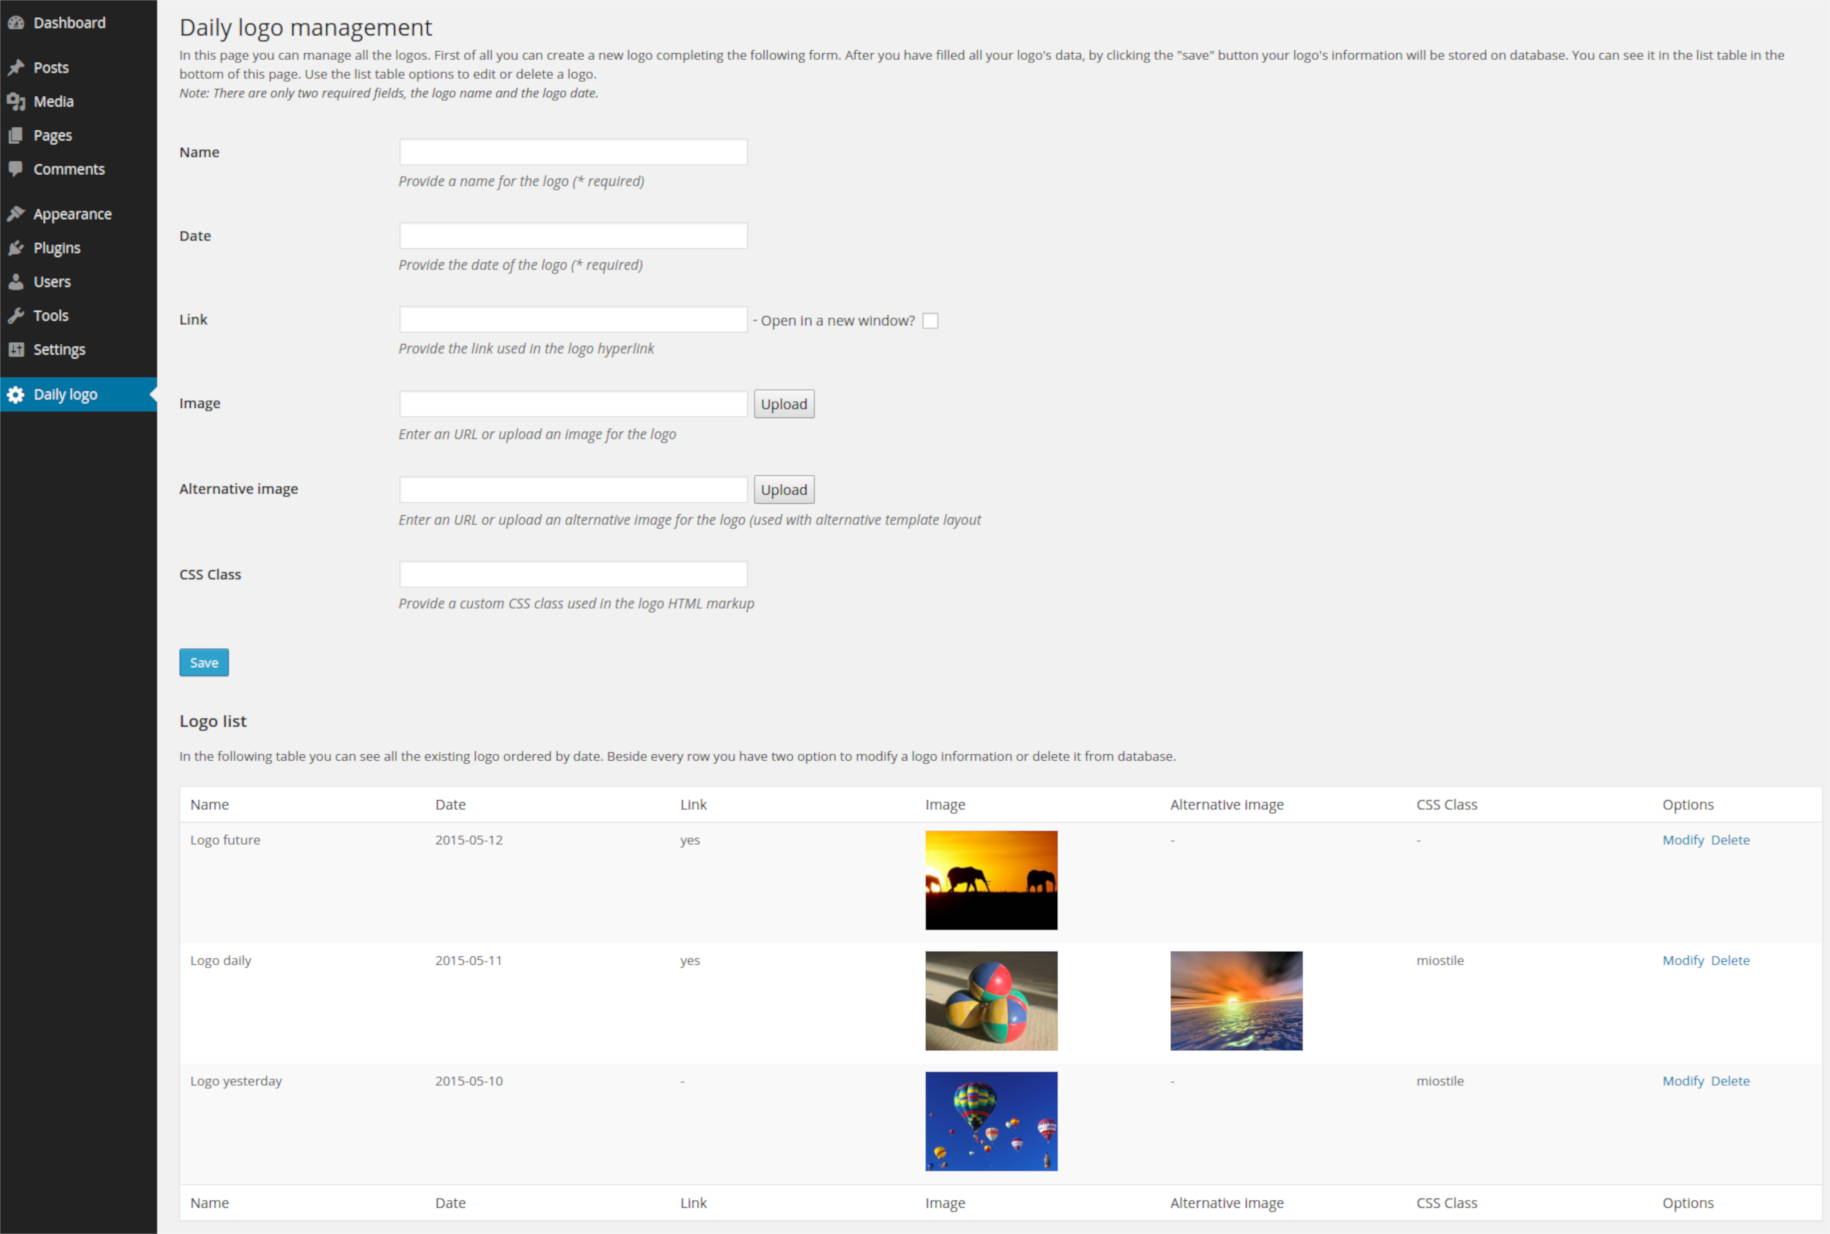 Dashboard
Posts
Media
Pages
Comments
Appearance
Plugins
Users
Tools
Settings
Daily logo
Daily logo management
In this page you can manage all the logos. First of all you can create a new logo completing the following form. After you have filled all your logo's data, by clicking the "save" button your logo's information will be stored on database. You can see it in the list table in the
bottom of this page. Use the list table options to edit or delete a logo.
Note: There are only two required fields, the logo name and the logo date.
Name
Provide a name for the logo (* required)
Date
Provide the date of the logo (* required)
Link - Open in a new window?
Provide the link used in the logo hyperlink
Image Upload
Enter an URL or upload an image for the logo
Alternative image Upload
Enter an URL or upload an alternative image for the logo (used with alternative template layout
CSS Class
Provide a custom CSS class used in the logo HTML markup
Save
Logo list
In the following table you can see all the existing logo ordered by date. Beside every row you have two option to modify a logo information or delete it from database.
Name Date Link Image Alternative image CSS Class Options
Logo future 2015-05-12 yes - - Modify Delete
Logo daily 2015-05-11 yes miostile Modify Delete
Logo yesterday 2015-05-10 - - miostile Modify Delete
Name Date Link Image Alternative image CSS Class Options